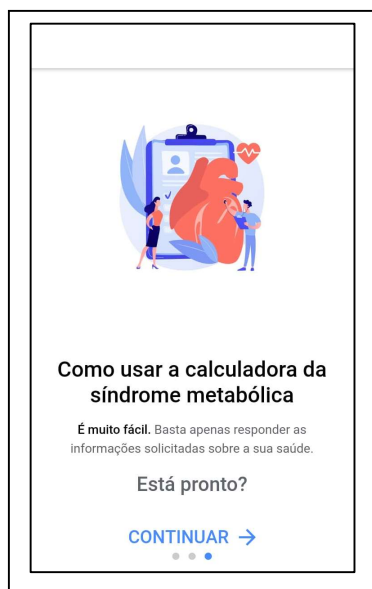 Como usar a calculadora da
síndrome metabólica
É muito fácil. Basta apenas responder as
informações solicitadas sobre a sua saúde.
Está pronto?
CONTINUAR →